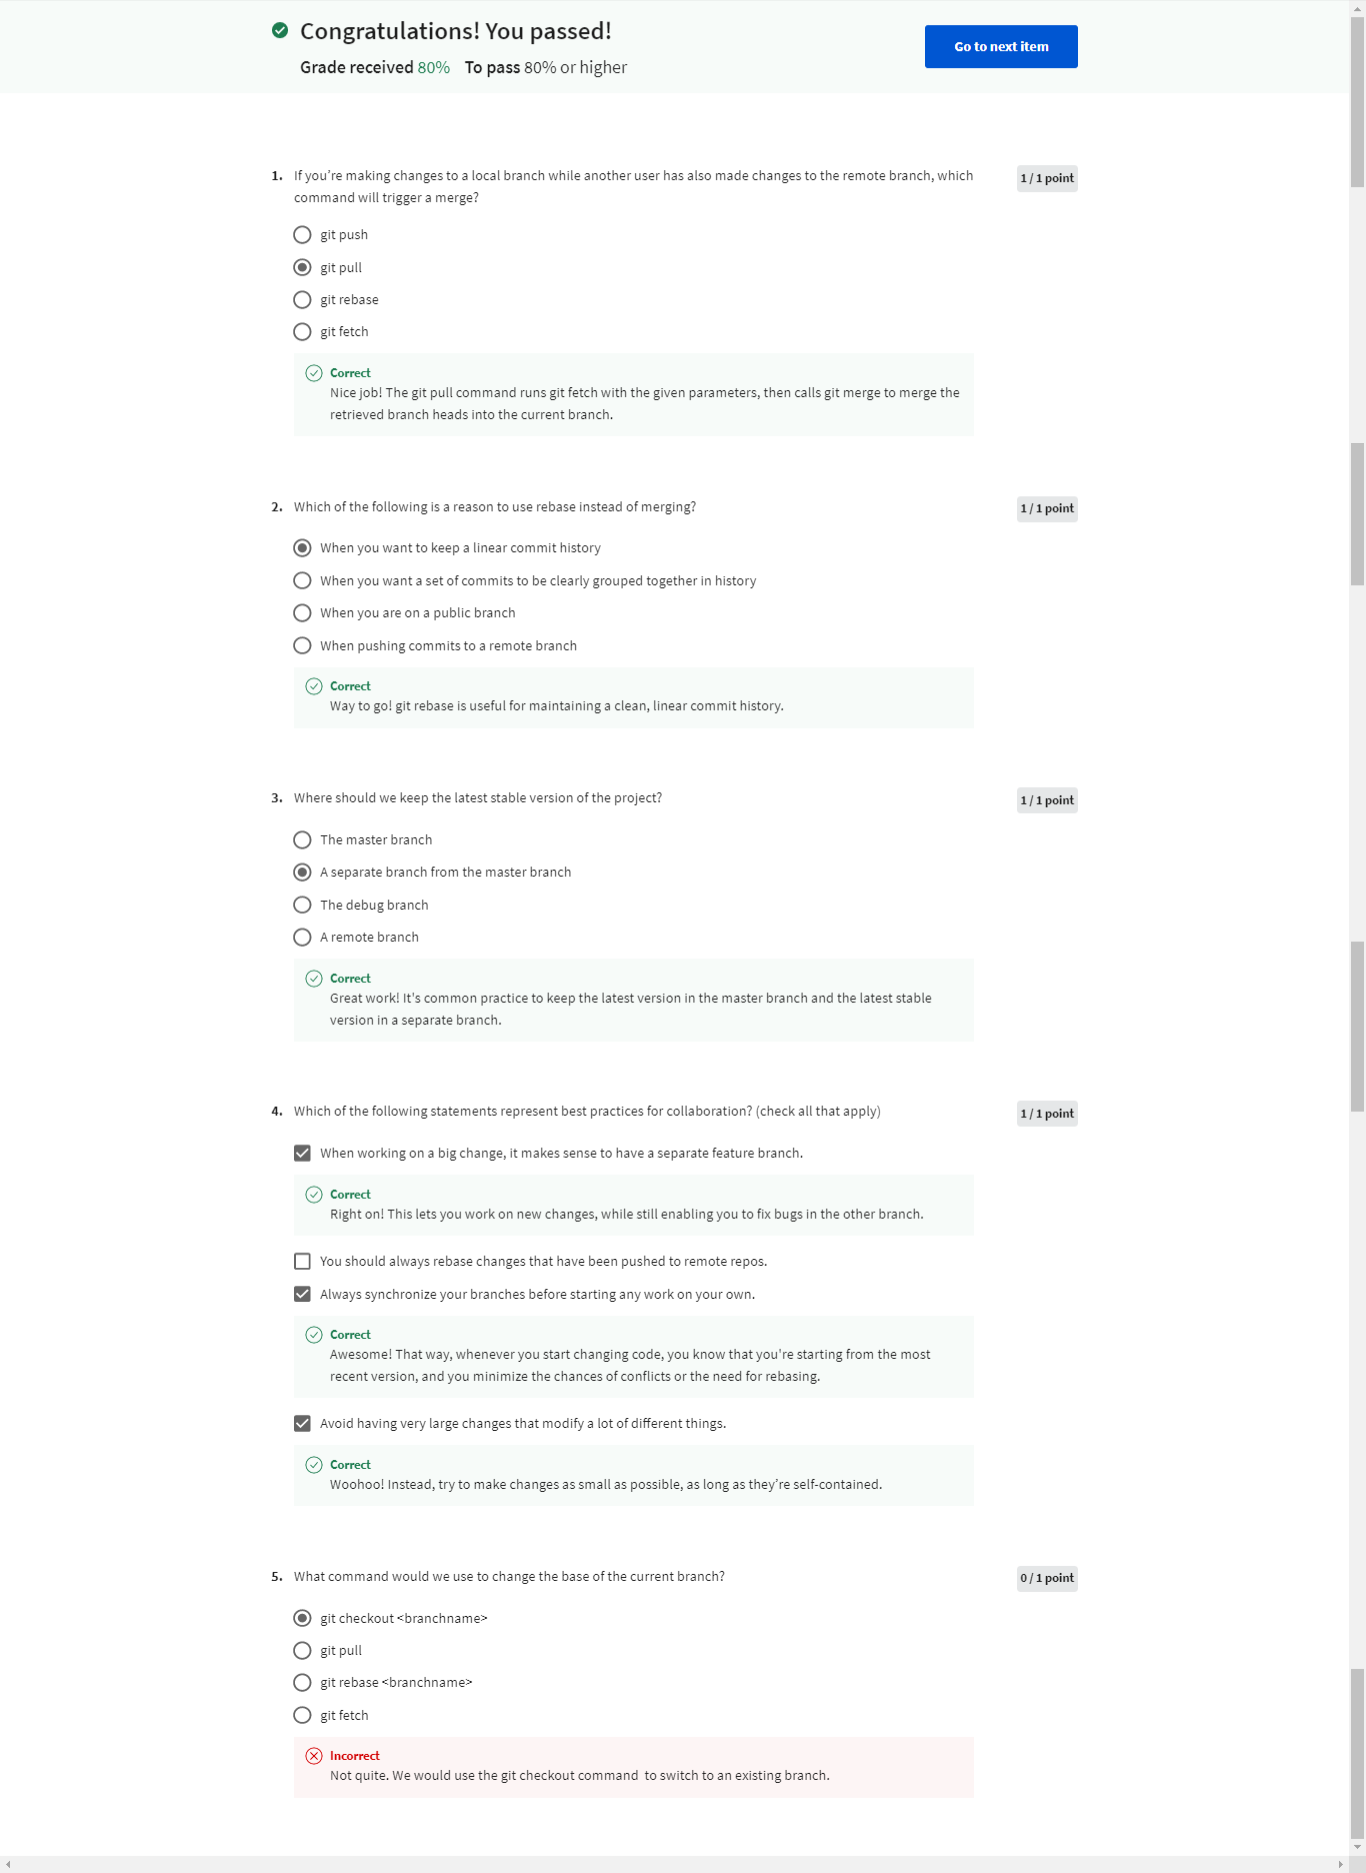 Congratulations! You passed!
Grade received 80% To pass 80% or higher
Go to next item
1. If you’re making changes to a local branch while another user has also made changes to the remote branch, which
command will trigger a merge?
1 / 1 point
git push
git pull
git rebase
git fetch
Correct
Nice job! The git pull command runs git fetch with the given parameters, then calls git merge to merge the
retrieved branch heads into the current branch.
2. Which of the following is a reason to use rebase instead of merging?
1 / 1 point
When you want to keep a linear commit history
When you want a set of commits to be clearly grouped together in history
When you are on a public branch
When pushing commits to a remote branch
Correct
Way to go! git rebase is useful for maintaining a clean, linear commit history.
3. Where should we keep the latest stable version of the project?
1 / 1 point
The master branch
A separate branch from the master branch
The debug branch
A remote branch
Correct
Great work! It's common practice to keep the latest version in the master branch and the latest stable
version in a separate branch.
4. Which of the following statements represent best practices for collaboration? (check all that apply)
1 / 1 point
When working on a big change, it makes sense to have a separate feature branch.
Correct
Right on! This lets you work on new changes, while still enabling you to fix bugs in the other branch.
You should always rebase changes that have been pushed to remote repos.
Always synchronize your branches before starting any work on your own.
Correct
Awesome! That way, whenever you start changing code, you know that you're starting from the most
recent version, and you minimize the chances of conflicts or the need for rebasing.
Avoid having very large changes that modify a lot of different things.
Correct
Woohoo! Instead, try to make changes as small as possible, as long as they’re self-contained.
5. What command would we use to change the base of the current branch?
0 / 1 point
git checkout <branchname>
git pull
git rebase <branchname>
git fetch
Incorrect
Not quite. We would use the git checkout command  to switch to an existing branch.